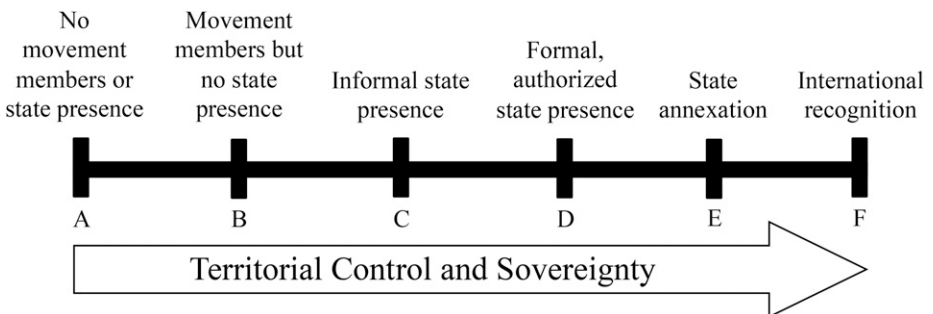 No
movement
members or
state presence
Movement
members but
no state
presence
Informal state
presence
Formal,
authorized
state presence
State
annexation
International
recognition
A
B
C
D
E
F
Territorial Control and Sovereignty